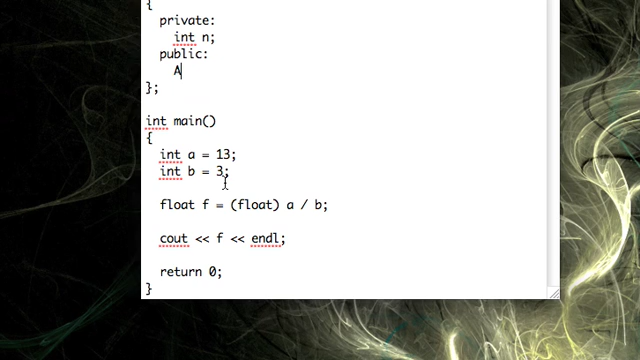 {
private:
int n;
public:
A
};
int main()
{
int a = 13;
int b = 3;
float f = (float) a / b;
cout << f << endl;
return 0;
}